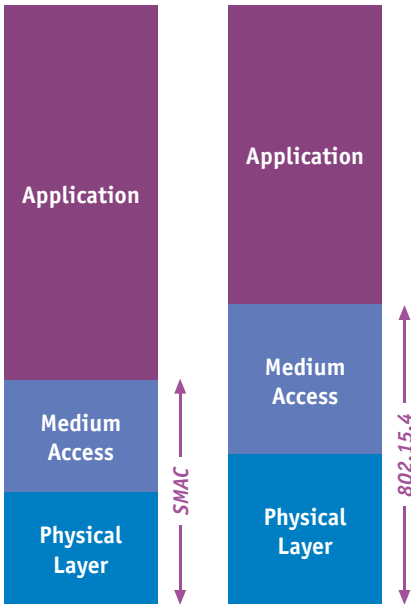 Application
Medium
Access
Physical
Layer
SMAC
Application
Medium
Access
Physical
Layer
802.15.4